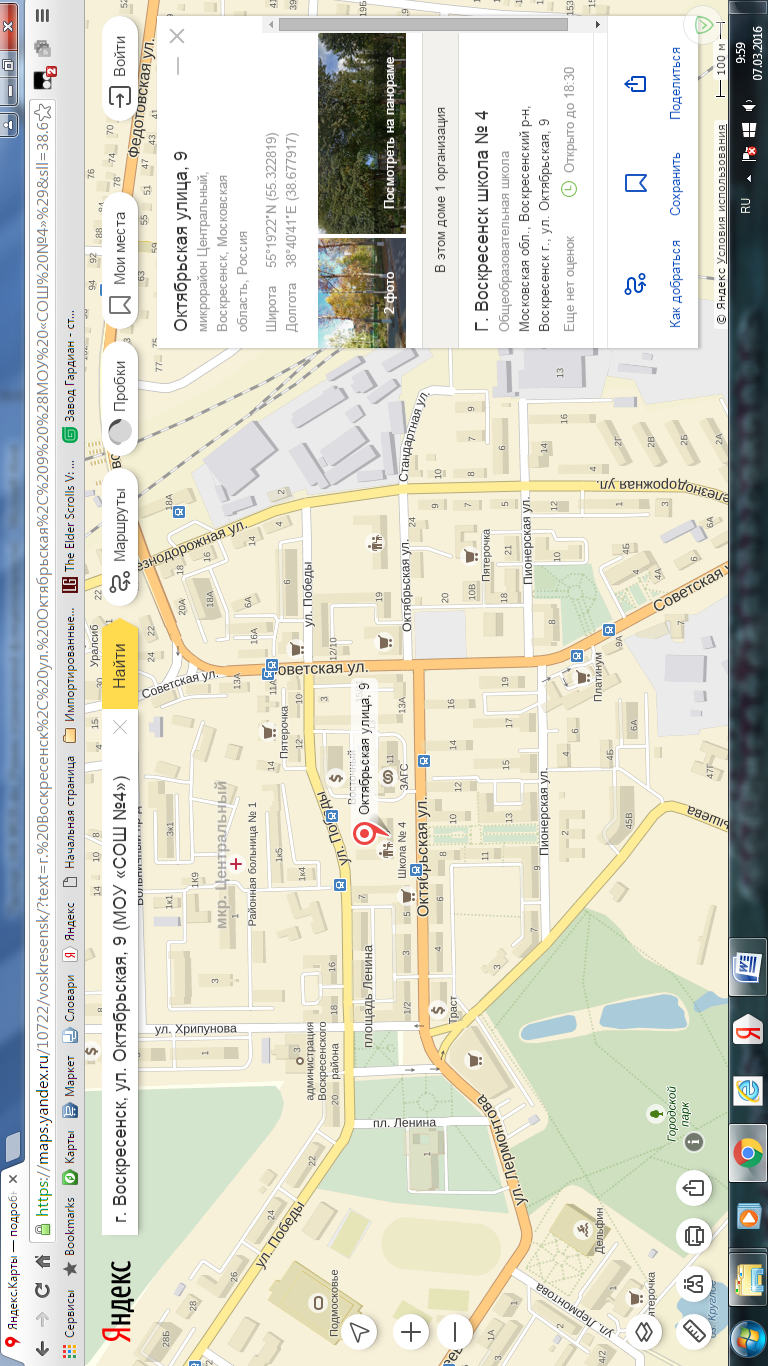 Яндекс.Карты — подроб
https://maps.yandex.ru/10722/voskresensk/?text=г.%20Воскресенск%2C%20ул.%20Октябрьская%2C%209%20%28МОУ%20«СОШ%20№4»%29&sll=38.6
2
Сервисы
Bookmarks
Карты
Маркет
Словари
Яндекс
Начальная страница
Импортированные...
The Elder Scrolls V: ...
Завод Гардиан - ст...
Яндекс
г. Воскресенск, ул. Октябрьская, 9 (МОУ «СОШ №4»)
Найти
Маршруты
Пробки
Мои места
Войти
Октябрьская улица, 9
микрорайон Центральный,
Воскресенск, Московская
область, Россия
Широта 55°19′22″N (55.322819)
Долгота 38°40′41″E (38.677917)
2 фото
Посмотреть на панораме
В этом доме 1 организация
Г. Воскресенск школа № 4
Общеобразовательная школа
Московская обл., Воскресенский р-н,
Воскресенск г., ул. Октябрьская, 9
Еще нет оценок
Открыто до 18:30
Как добраться
Сохранить
Поделиться
© Яндекс Условия использования
100 м
Федотовская ул.
Уралсиб
Советская ул.
Советская ул.
мкр. Центральный
Районная больница № 1
Пятёрочка
ул. Победы
ул. Победы
ул. Победы
Октябрьская улица, 9
ЗАГС
Школа № 4
Октябрьская ул.
Октябрьская ул.
Стандартная ул.
Пятёрочка
Пионерская ул.
Пионерская ул.
Платинум
площадь Ленина
ул. Хрипунова
администрация
Воскресенского
района
пл. Ленина
Траст
ул. Лермонтова
ул. Лермонтова
Городской
парк
Дельфин
Подмосковье
RU
9:59
07.03.2016